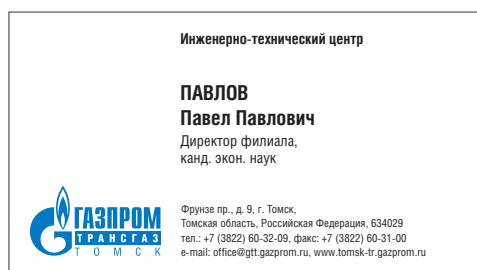 Инженерно-технический центр
ПАВЛОВ
Павел Павлович
Директор филиала,
канд. экон. наук
ГАЗПРОМ
ТРАНСГАЗ
ТОМСК
Фрунзе пр., д. 9, г. Томск,
Томская область, Российская Федерация, 634029
тел.: +7 (3822) 60-32-09, факс: +7 (3822) 60-31-00
e-mail: office@gtt.gazprom.ru, www.tomsk-tr.gazprom.ru